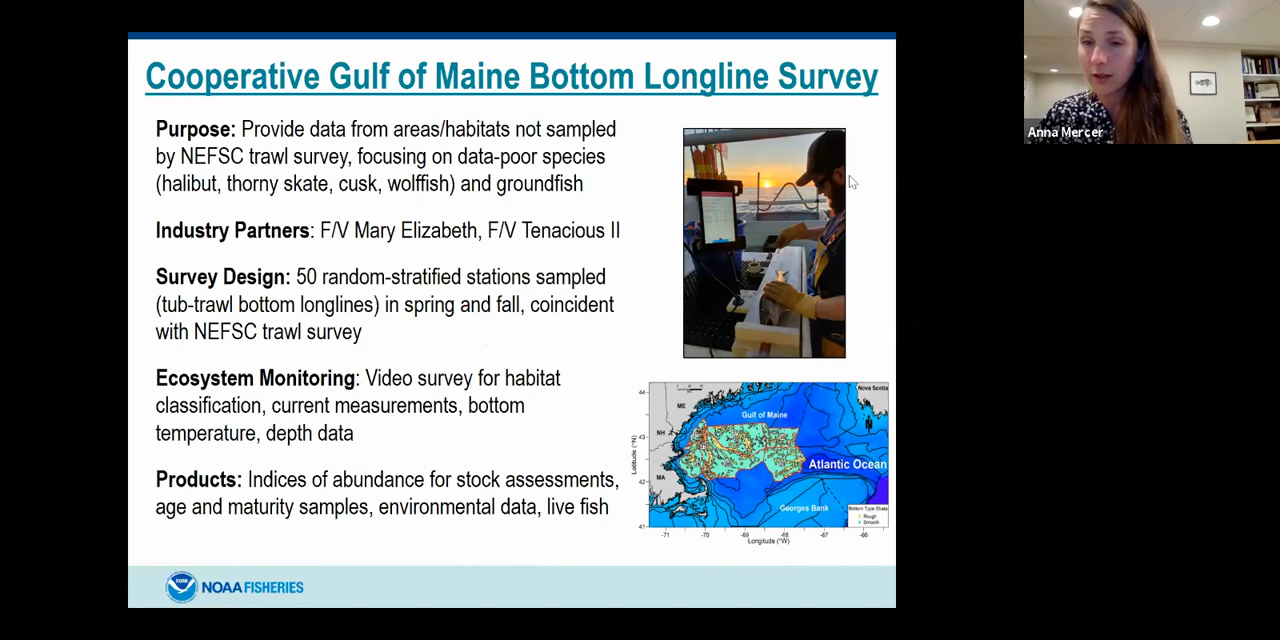 Cooperative Gulf of Maine Bottom Longline Survey
Purpose: Provide data from areas/habitats not sampled
by NEFSC trawl survey, focusing on data-poor species
(halibut, thorny skate, cusk, wolffish) and groundfish
Industry Partners: F/V Mary Elizabeth, F/V Tenacious II
Survey Design: 50 random-stratified stations sampled
(tub-trawl bottom longlines) in spring and fall, coincident
with NEFSC trawl survey
Ecosystem Monitoring: Video survey for habitat
classification, current measurements, bottom
temperature, depth data
Products: Indices of abundance for stock assessments,
age and maturity samples, environmental data, live fish
Nova Scotia
ME
Gulf of Maine
NH
MA
Atlantic Ocean
Georges Bank
Bottom Type Strata
Rough
Smooth
44
43
42
41
Latitude (°N)
-71 -70 -69 -68 -67 -66
Longitude (°W)
NOAA FISHERIES
Anna Mercer